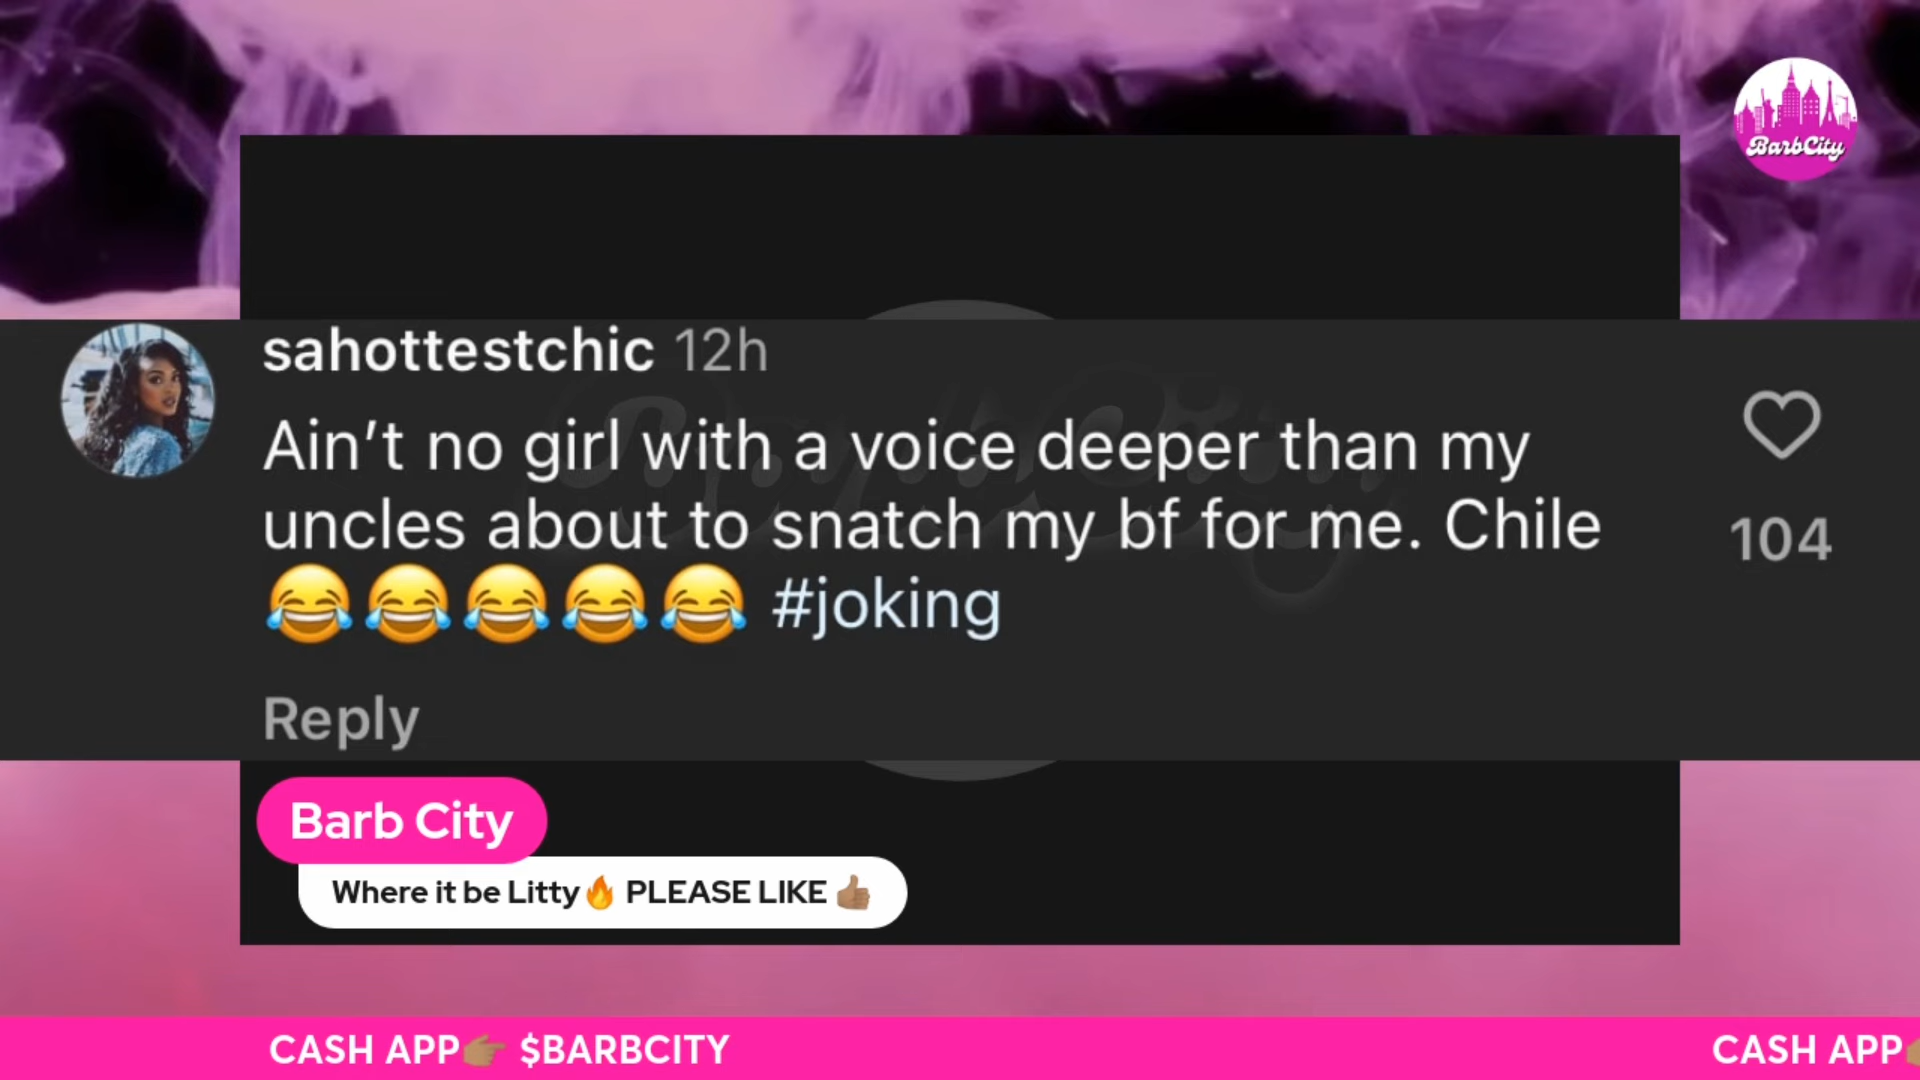 BarbCity
sahottestchic 12h
Ain’t no girl with a voice deeper than my
uncles about to snatch my bf for me. Chile
😂😂😂😂😂 #joking
104
Reply
Barb City
Where it be Litty🔥 PLEASE LIKE 👍🏽
CASH APP👉🏽 $BARBCITY
CASH APP